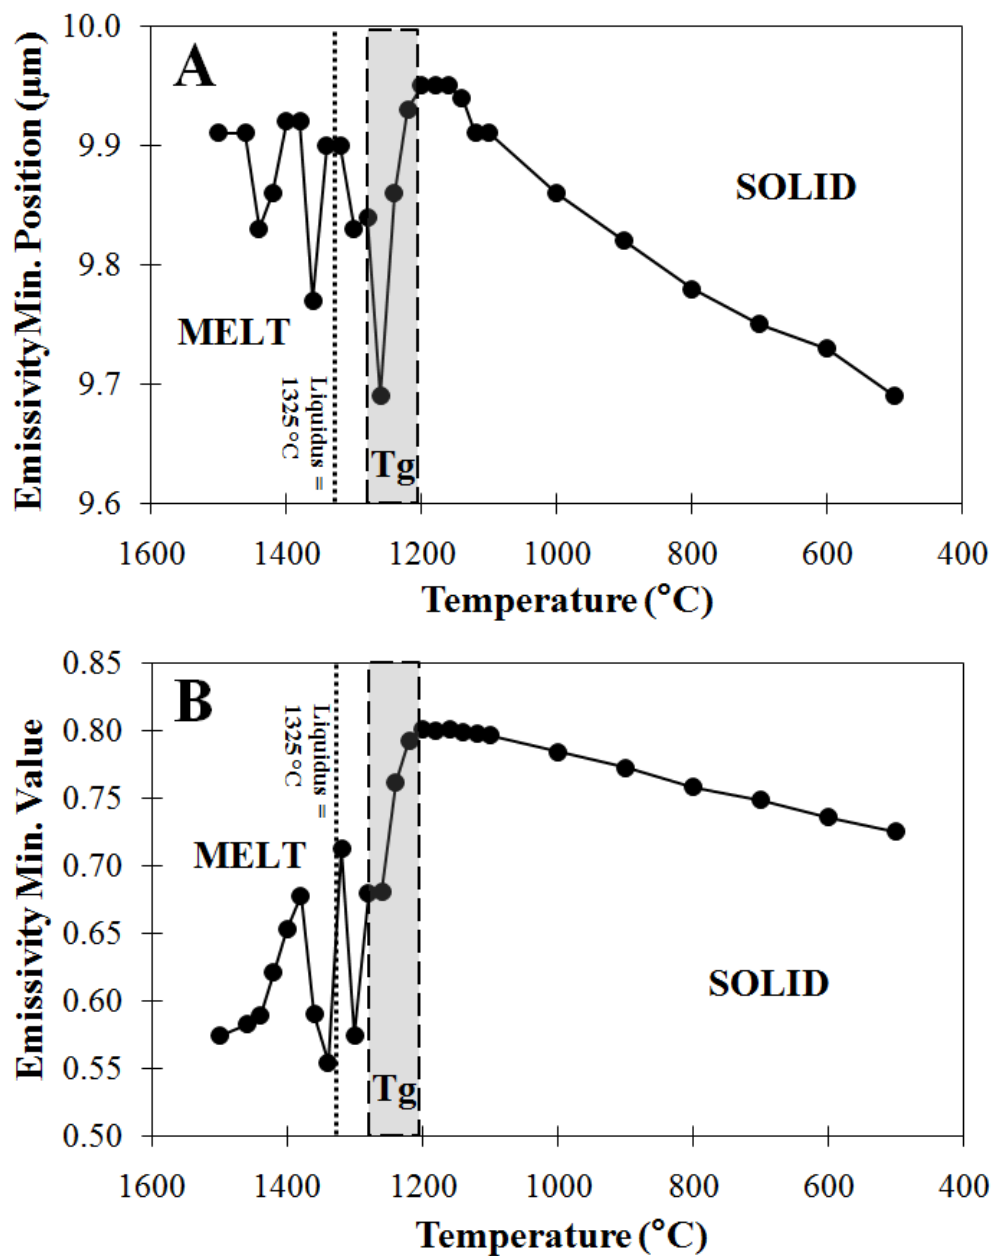 A
Emissivity Min. Position (µm)
10.0
9.9
9.8
9.7
9.6
MELT
SOLID
Liquidus =
1325°C
Tg
1600
1400
1200
1000
800
600
400
Temperature (°C)
B
Emissivity Min. Value
0.85
0.80
0.75
0.70
0.65
0.60
0.55
0.50
Liquidus =
1325°C
MELT
SOLID
Tg
1600
1400
1200
1000
800
600
400
Temperature (°C)